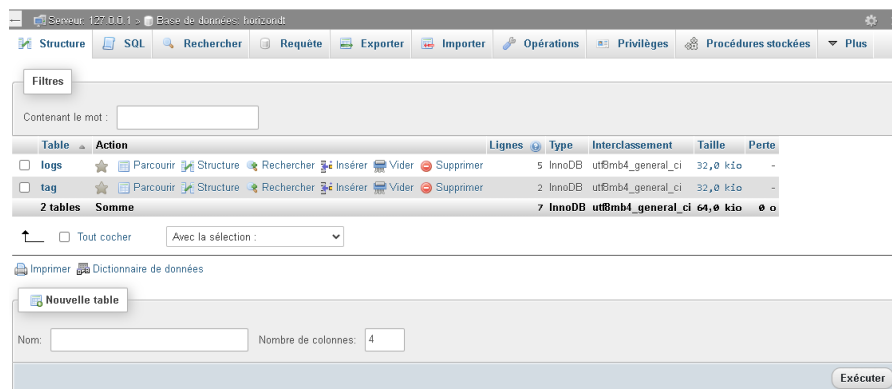 Serveur: 127.0.0.1 » Base de données: horizondt
Structure SQL Rechercher Requête Exporter Importer Opérations Privilèges Procédures stockées Plus
Filtres
Contenant le mot :
Table Action Lignes Type Interclassement Taille Perte
logs Parcourir Structure Rechercher Insérer Vider Supprimer 5 InnoDB utf8mb4_general_ci 32,0 kio -
tag Parcourir Structure Rechercher Insérer Vider Supprimer 2 InnoDB utf8mb4_general_ci 32,0 kio -
2 tables Somme 7 InnoDB utf8mb4_general_ci 64,0 kio 0 o
Tout cocher Avec la sélection :
Imprimer Dictionnaire de données
Nouvelle table
Nom: Nombre de colonnes: 4
Exécuter